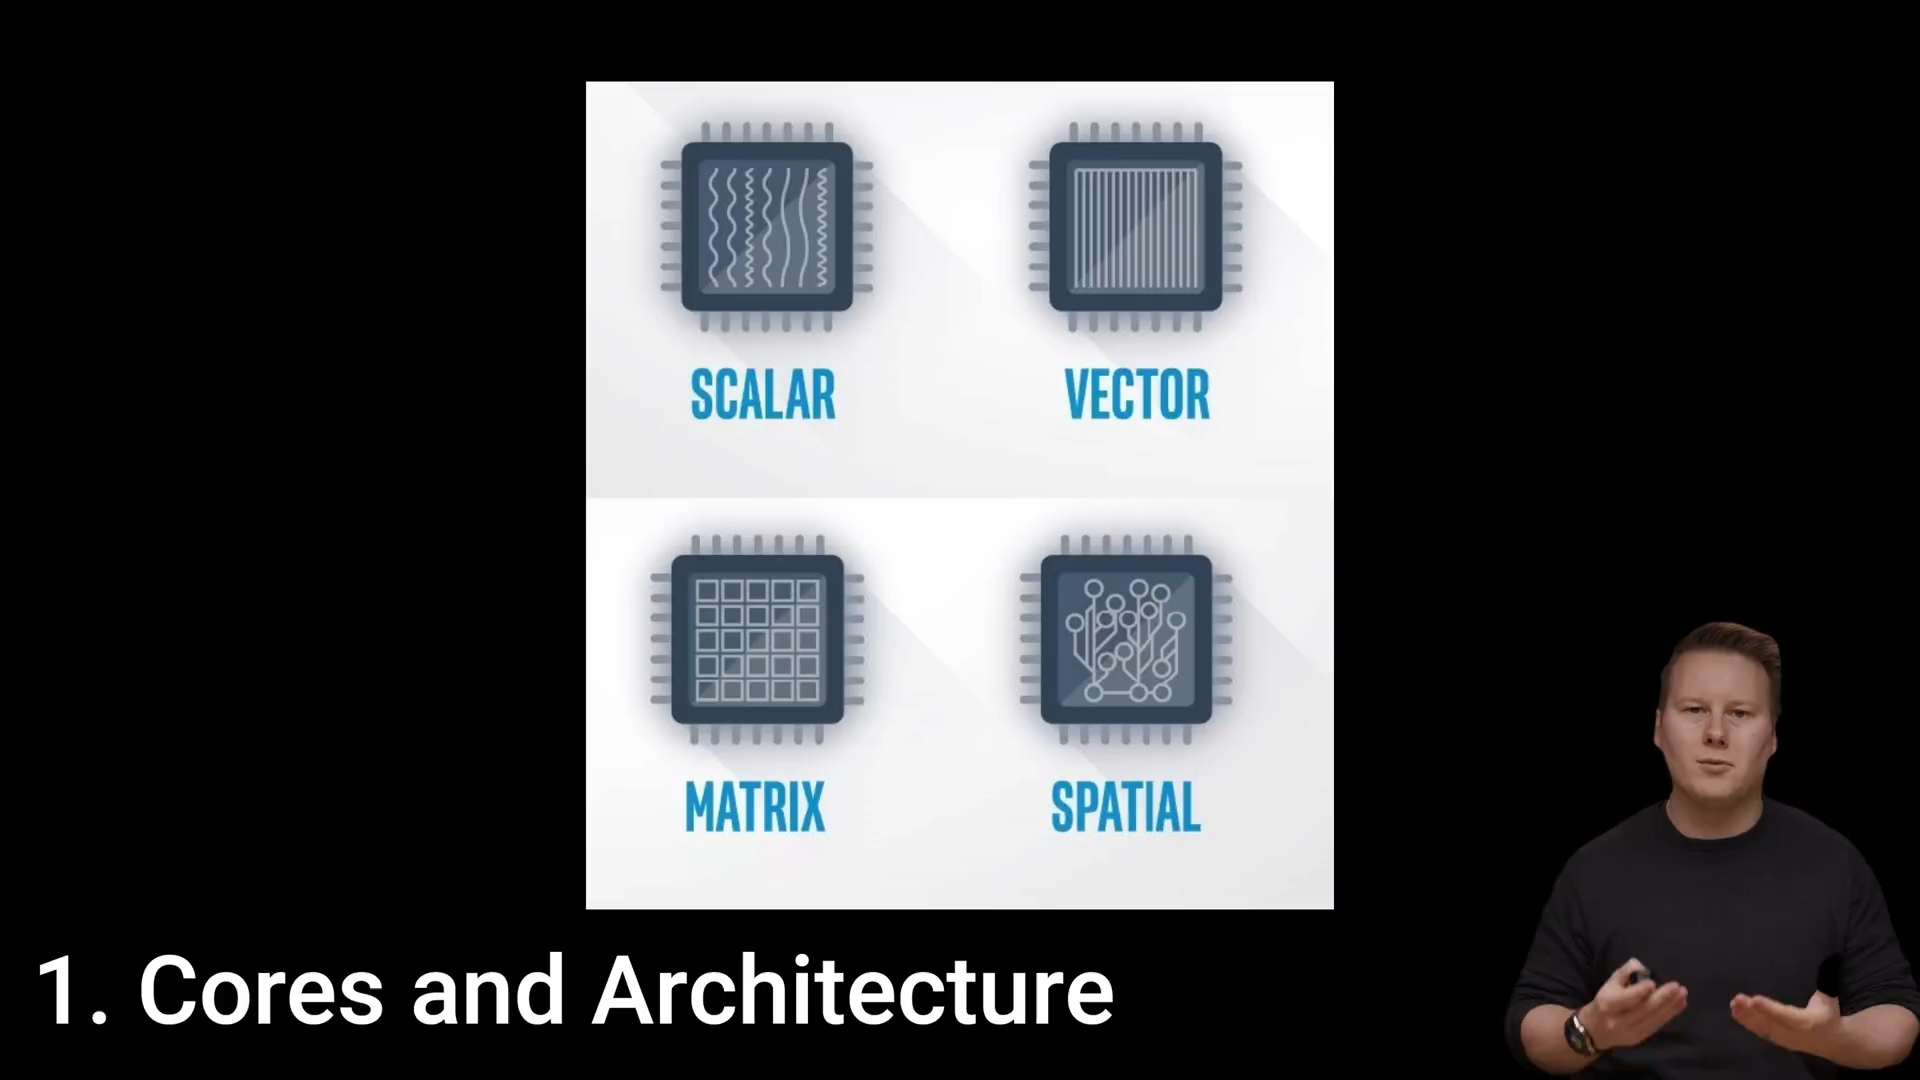 SCALAR
VECTOR
MATRIX
SPATIAL
1. Cores and Architecture